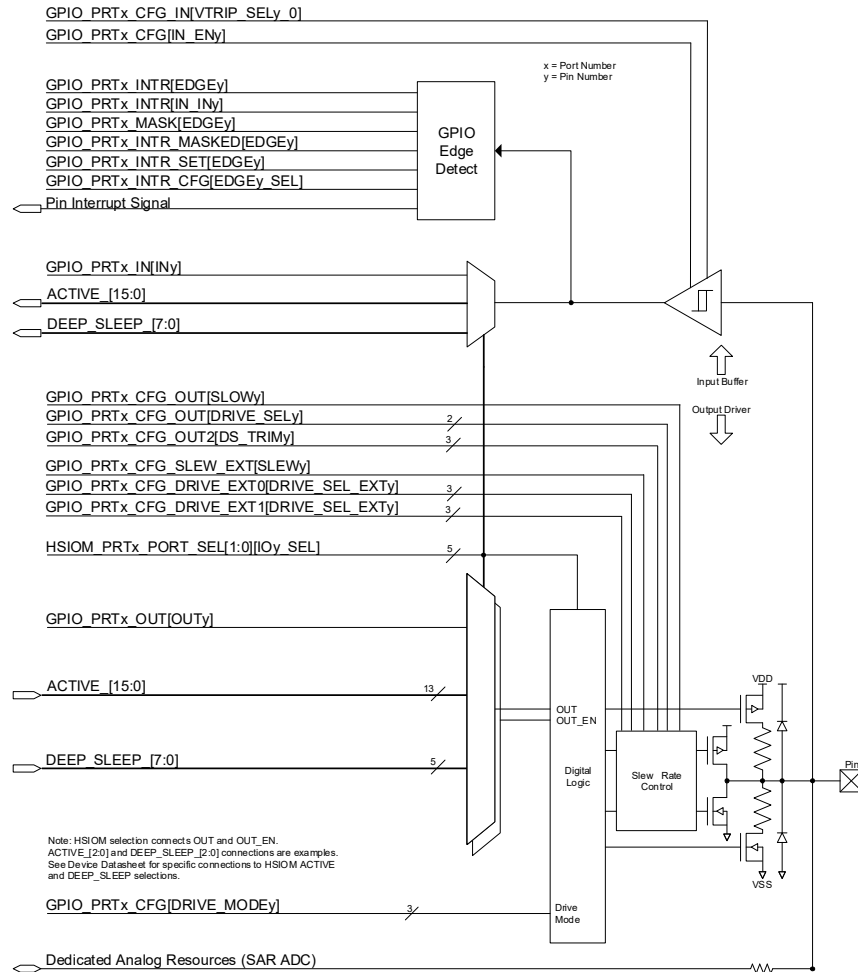 GPIO_PRTx_CFG_IN[VTRIP_SELy_0]
GPIO_PRTx_CFG[IN_ENy]
x = Port Number
y = Pin Number
GPIO_PRTx_INTR[EDGEy]
GPIO_PRTx_INTR[IN_INy]
GPIO_PRTx_MASK[EDGEy]
GPIO_PRTx_INTR_MASKED[EDGEy]
GPIO_PRTx_INTR_SET[EDGEy]
GPIO_PRTx_INTR_CFG[EDGEy_SEL]
Pin Interrupt Signal
GPIO
Edge
Detect
GPIO_PRTx_IN[INy]
ACTIVE_[15:0]
DEEP_SLEEP_[7:0]
Input Buffer
Output Driver
GPIO_PRTx_CFG_OUT[SLOWy]
GPIO_PRTx_CFG_OUT[DRIVE_SELy]
2
GPIO_PRTx_CFG_OUT2[DS_TRIMy]
3
GPIO_PRTx_CFG_SLEW_EXT[SLEWy]
GPIO_PRTx_CFG_DRIVE_EXT0[DRIVE_SEL_EXTy]
3
GPIO_PRTx_CFG_DRIVE_EXT1[DRIVE_SEL_EXTy]
3
HSIOM_PRTx_PORT_SEL[1:0][IOy_SEL]
5
GPIO_PRTx_OUT[OUTy]
ACTIVE_[15:0]
13
DEEP_SLEEP_[7:0]
5
OUT
OUT_EN
Digital
Logic
Drive
Mode
Slew Rate
Control
VDD
Pin
VSS
Note: HSIOM selection connects OUT and OUT_EN.
ACTIVE_[2:0] and DEEP_SLEEP_[2:0] connections are examples.
See Device Datasheet for specific connections to HSIOM ACTIVE
and DEEP_SLEEP selections.
GPIO_PRTx_CFG[DRIVE_MODEy]
3
Dedicated Analog Resources (SAR ADC)